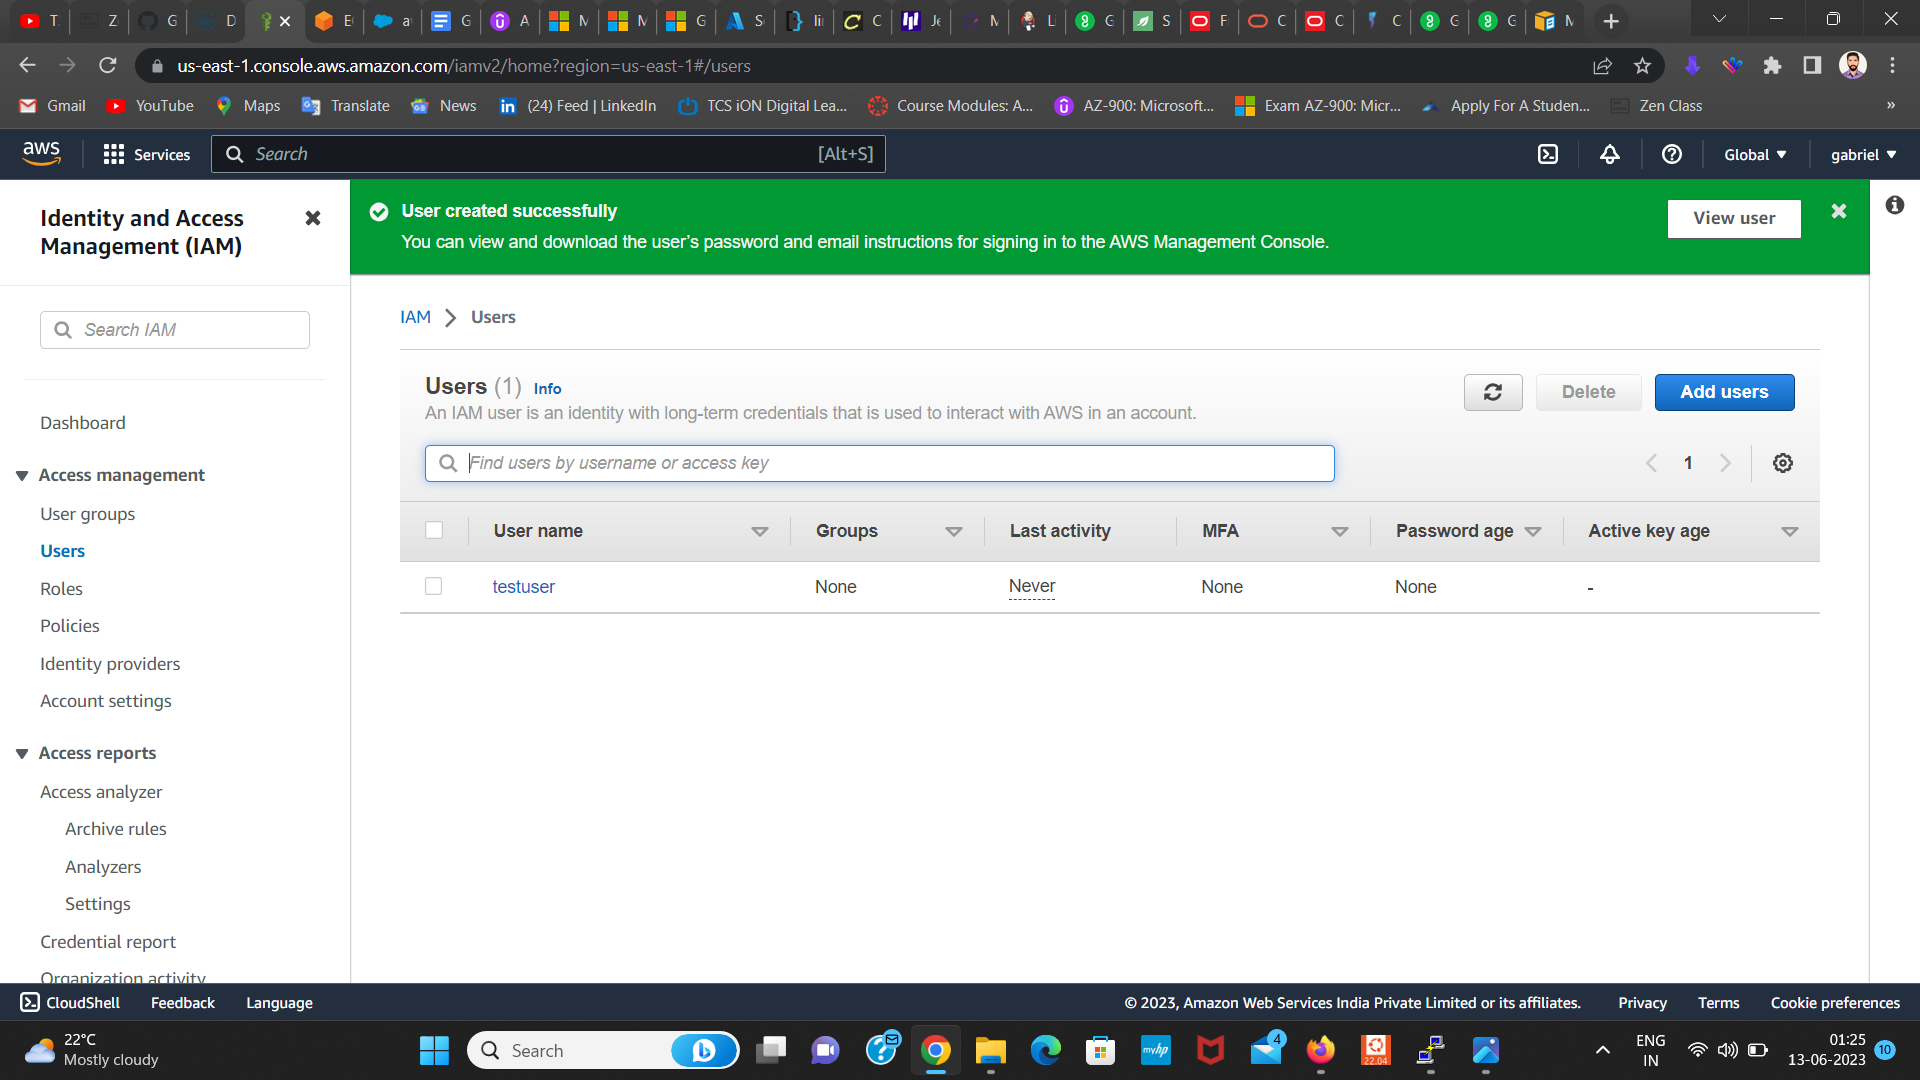 us-east-1.console.aws.amazon.com/iamv2/home?region=us-east-1#/users
Gmail
YouTube
Maps
Translate
News
(24) Feed | LinkedIn
TCS iON Digital Lea...
Course Modules: A...
AZ-900: Microsoft...
Exam AZ-900: Micr...
Apply For A Studen...
Zen Class
»
aws
Services
Search
[Alt+S]
Global
gabriel
Identity and Access
Management (IAM)
Search IAM
Dashboard
Access management
User groups
Users
Roles
Policies
Identity providers
Account settings
Access reports
Access analyzer
Archive rules
Analyzers
Settings
Credential report
Organization activity
User created successfully
You can view and download the user's password and email instructions for signing in to the AWS Management Console.
View user
IAM > Users
Users (1) Info
An IAM user is an identity with long-term credentials that is used to interact with AWS in an account.
Delete
Add users
Find users by username or access key
1
User name Groups Last activity MFA Password age Active key age
testuser None Never None None -
CloudShell Feedback Language
© 2023, Amazon Web Services India Private Limited or its affiliates. Privacy Terms Cookie preferences
22°C
Mostly cloudy
Search
myhp
4
22.04
ENG
IN
01:25
13-06-2023
10